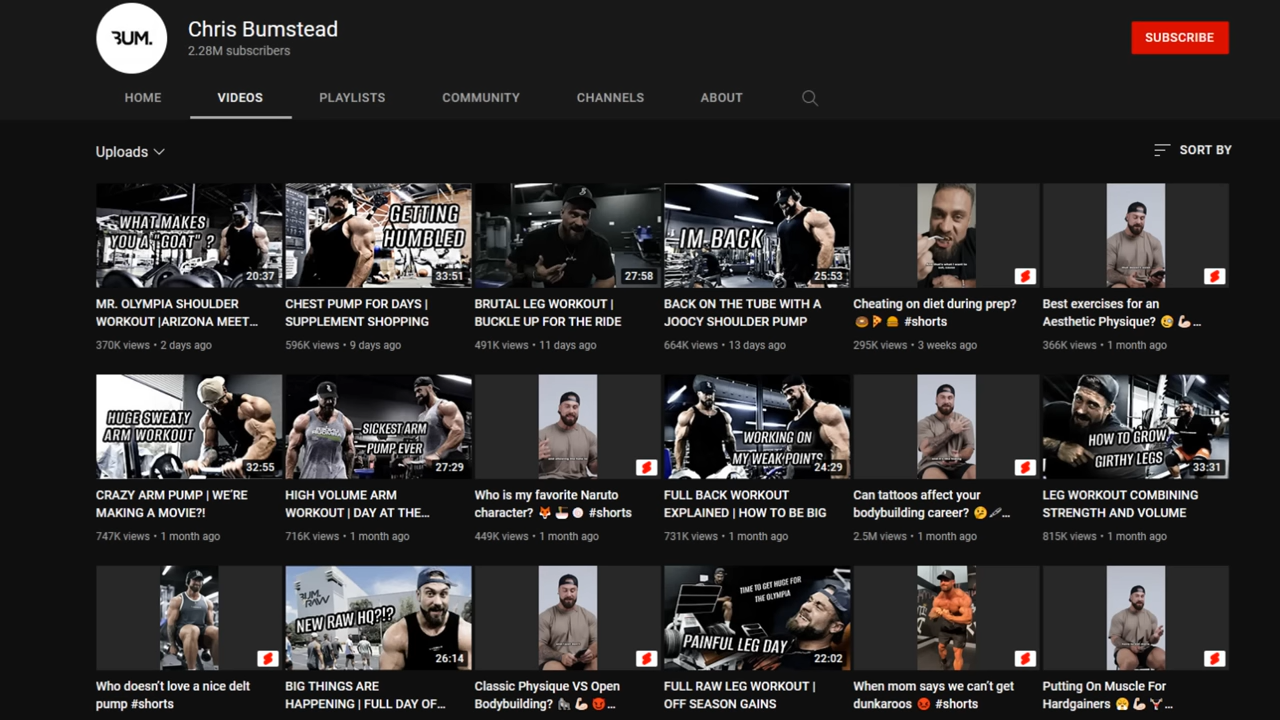 BUM.
Chris Bumstead
2.28M subscribers
SUBSCRIBE
HOME VIDEOS PLAYLISTS COMMUNITY CHANNELS ABOUT
Uploads
SORT BY
WHAT MAKES
YOU A "GOAT" ?
20:37
GETTING
HUMBLED
33:51
27:58
IM BACK
25:53
MR. OLYMPIA SHOULDER
WORKOUT |ARIZONA MEET...
370K views • 2 days ago
CHEST PUMP FOR DAYS |
SUPPLEMENT SHOPPING
596K views • 9 days ago
BRUTAL LEG WORKOUT |
BUCKLE UP FOR THE RIDE
491K views • 11 days ago
BACK ON THE TUBE WITH A
JOOCY SHOULDER PUMP
664K views • 13 days ago
Cheating on diet during prep?
🍩🍕🍔 #shorts
295K views • 3 weeks ago
Best exercises for an
Aesthetic Physique? 🧐💪🏻...
366K views • 1 month ago
HUGE SWEATY
ARM WORKOUT
32:55
SICKEST ARM
PUMP EVER
27:29
WORKING ON
MY WEAK POINTS
24:29
HOW TO GROW
GIRTHY LEGS
33:31
CRAZY ARM PUMP | WE'RE
MAKING A MOVIE?!
747K views • 1 month ago
HIGH VOLUME ARM
WORKOUT | DAY AT THE...
716K views • 1 month ago
Who is my favorite Naruto
character? 🦊🍜🍥 #shorts
449K views • 1 month ago
FULL BACK WORKOUT
EXPLAINED | HOW TO BE BIG
731K views • 1 month ago
Can tattoos affect your
bodybuilding career? 🤔🖋...
2.5M views • 1 month ago
LEG WORKOUT COMBINING
STRENGTH AND VOLUME
815K views • 1 month ago
BUM
RAW
NEW RAW HQ?!?
26:14
TIME TO GET HUGE FOR
THE OLYMPIA
PAINFUL LEG DAY
22:02
Who doesn't love a nice delt
pump #shorts
BIG THINGS ARE
HAPPENING | FULL DAY OF...
Classic Physique VS Open
Bodybuilding? 🦍💪🏻😈...
FULL RAW LEG WORKOUT |
OFF SEASON GAINS
When mom says we can't get
dunkaroos 😡 #shorts
Putting On Muscle For
Hardgainers 😤💪🏻🏋...